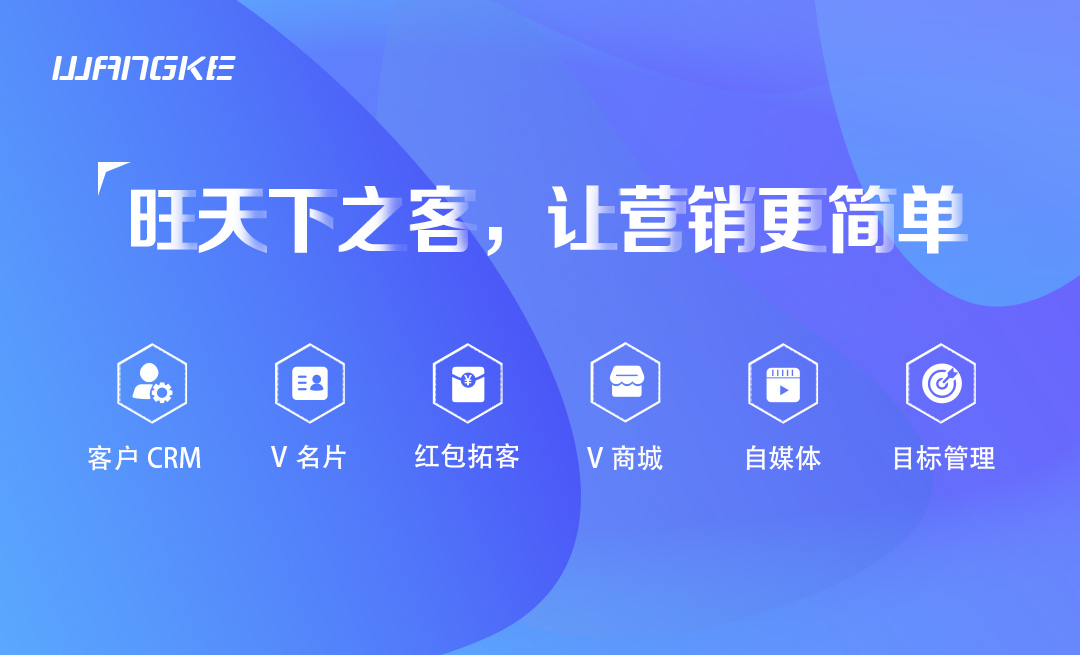 WANGKE
旺天下之客，让营销更简单
客户 CRM
V 名片
¥
红包拓客
V 商城
自媒体
目标管理